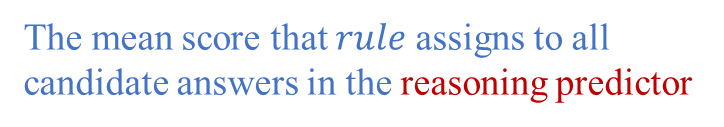 The mean score that rule assigns to all
candidate answers in the reasoning predictor